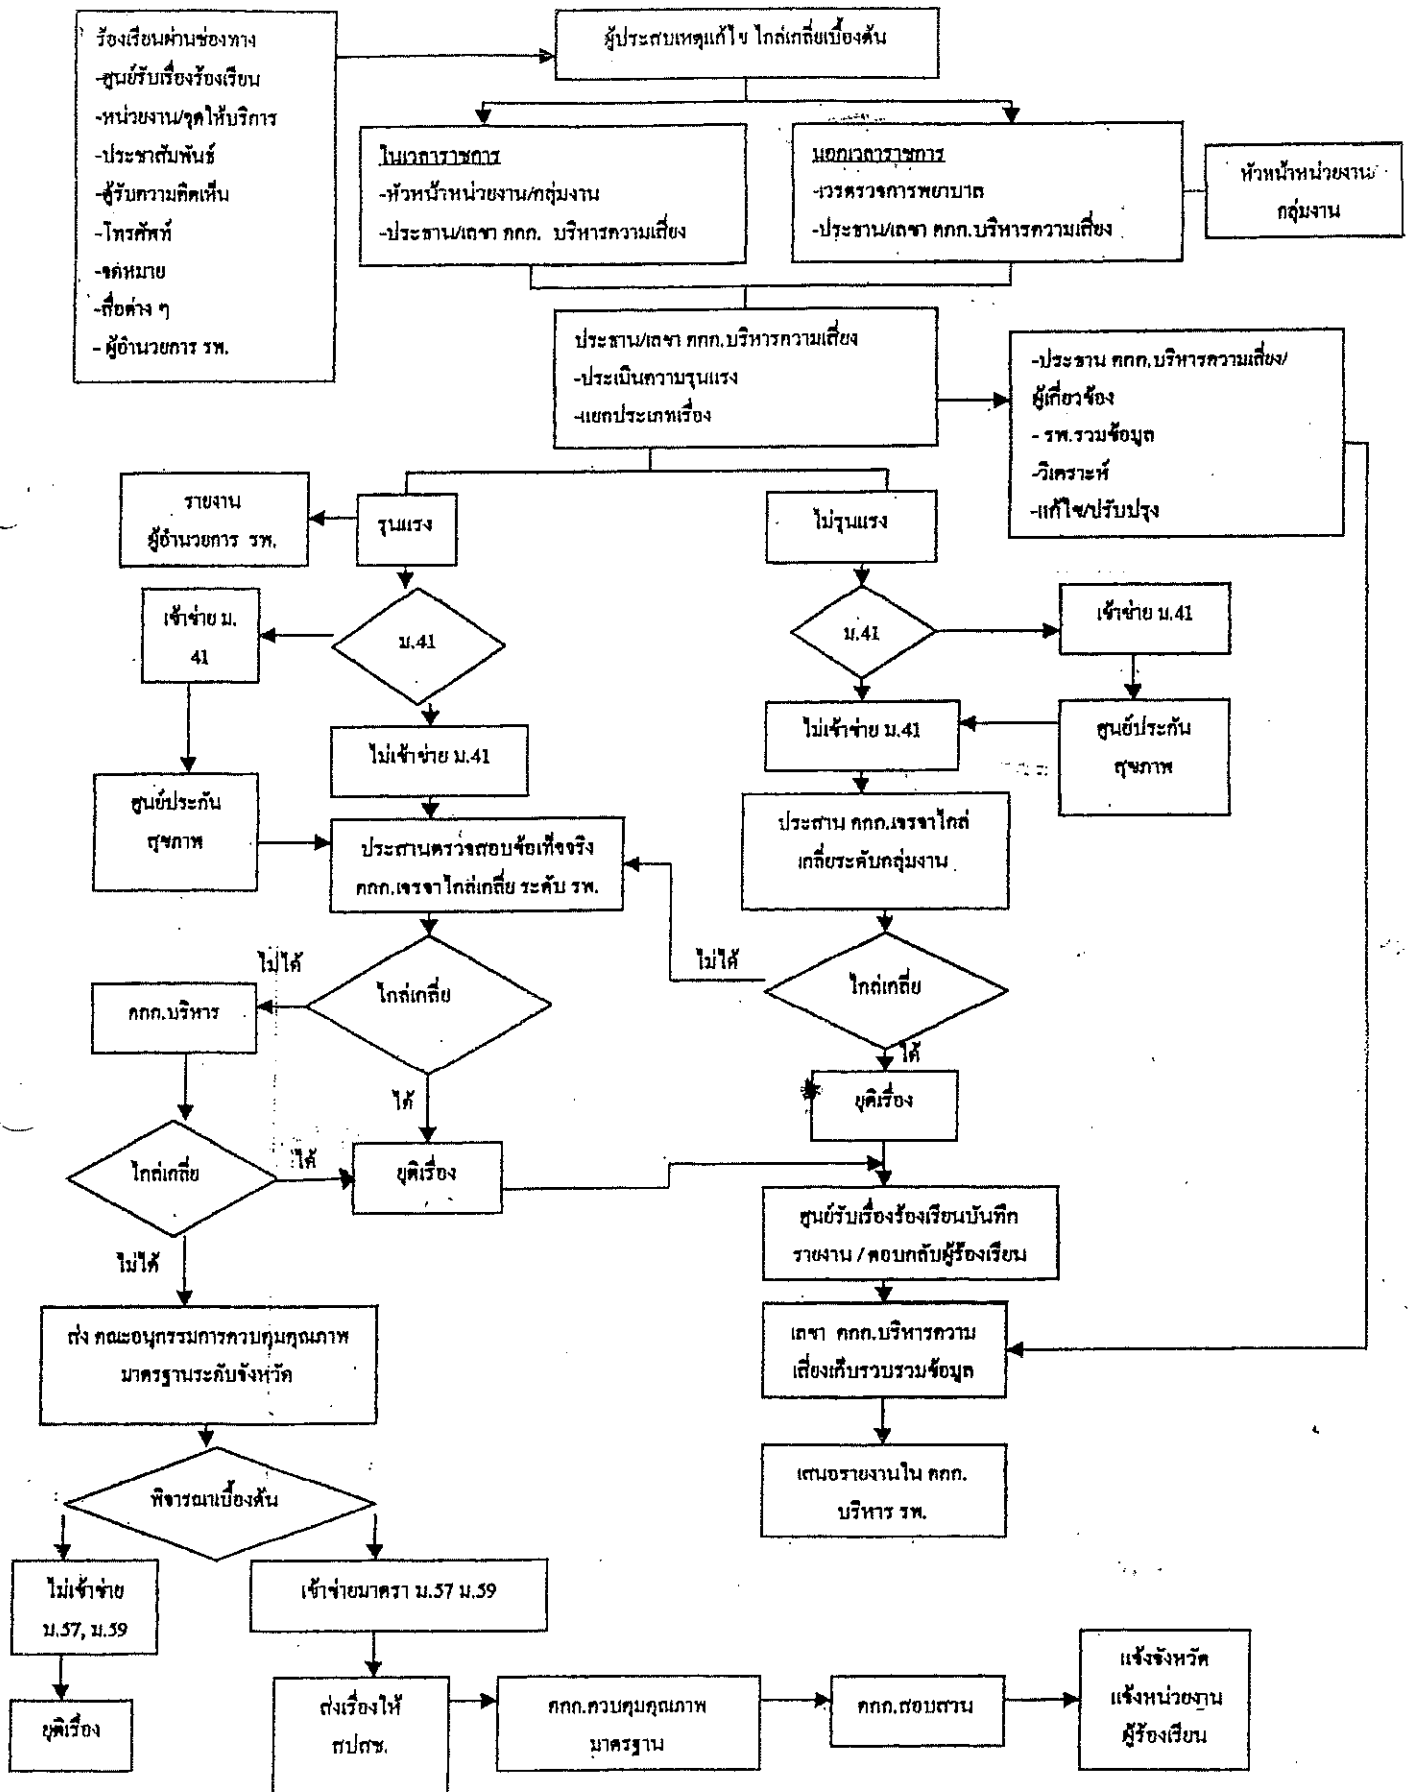 ร้องเรียนผ่านช่องทาง
-ศูนย์รับเรื่องร้องเรียน
-หน่วยงาน/จุดให้บริการ
-ประชาสัมพันธ์
-ตู้รับความคิดเห็น
-โทรศัพท์
-จดหมาย
-สื่อต่าง ๆ
- ผู้อำนวยการ รพ.
ผู้ประสบเหตุแก้ไข ไกล่เกลี่ยเบื้องต้น
ในเวลาราชการ
-หัวหน้าหน่วยงาน/กลุ่มงาน
-ประธาน/เลขา คกก. บริหารความเสี่ยง
นอกเวลาราชการ
-เวรตรวจการพยาบาล
-ประธาน/เลขา คกก.บริหารความเสี่ยง
หัวหน้าหน่วยงาน/
กลุ่มงาน
ประธาน/เลขา คกก.บริหารความเสี่ยง
-ประเมินความรุนแรง
-แยกประเภทเรื่อง
-ประธาน คกก.บริหารความเสี่ยง/
ผู้เกี่ยวข้อง
- รพ.รวมข้อมูล
-วิเคราะห์
-แก้ไข/ปรับปรุง
รายงาน
ผู้อำนวยการ รพ.
รุนแรง
ไม่รุนแรง
เข้าข่าย ม.
41
ม.41
ม.41
เข้าข่าย ม.41
ไม่เข้าข่าย ม.41
ไม่เข้าข่าย ม.41
ศูนย์ประกัน
สุขภาพ
ศูนย์ประกัน
สุขภาพ
ประสานตรวจสอบข้อเท็จจริง
คกก.เจรจาไกล่เกลี่ย ระดับ รพ.
ประสาน คกก.เจรจาไกล่
เกลี่ยระดับกลุ่มงาน
ไม่ได้
ไกล่เกลี่ย
ไม่ได้
ไกล่เกลี่ย
คกก.บริหาร
ได้
ได้
ยุติเรื่อง
ไกล่เกลี่ย
ได้
ยุติเรื่อง
ไม่ได้
ศูนย์รับเรื่องร้องเรียนบันทึก
รายงาน / ตอบกลับผู้ร้องเรียน
ส่ง คณะอนุกรรมการควบคุมคุณภาพ
มาตรฐานระดับจังหวัด
เลขา คกก.บริหารความ
เสี่ยงเก็บรวบรวมข้อมูล
พิจารณาเบื้องต้น
เสนอรายงานใน คกก.
บริหาร รพ.
ไม่เข้าข่าย
ม.57, ม.59
เข้าข่ายมาตรา ม.57 ม.59
ยุติเรื่อง
ส่งเรื่องให้
สปสช.
คกก.ควบคุมคุณภาพ
มาตรฐาน
คกก.สอบสวน
แจ้งจังหวัด
แจ้งหน่วยงาน
ผู้ร้องเรียน